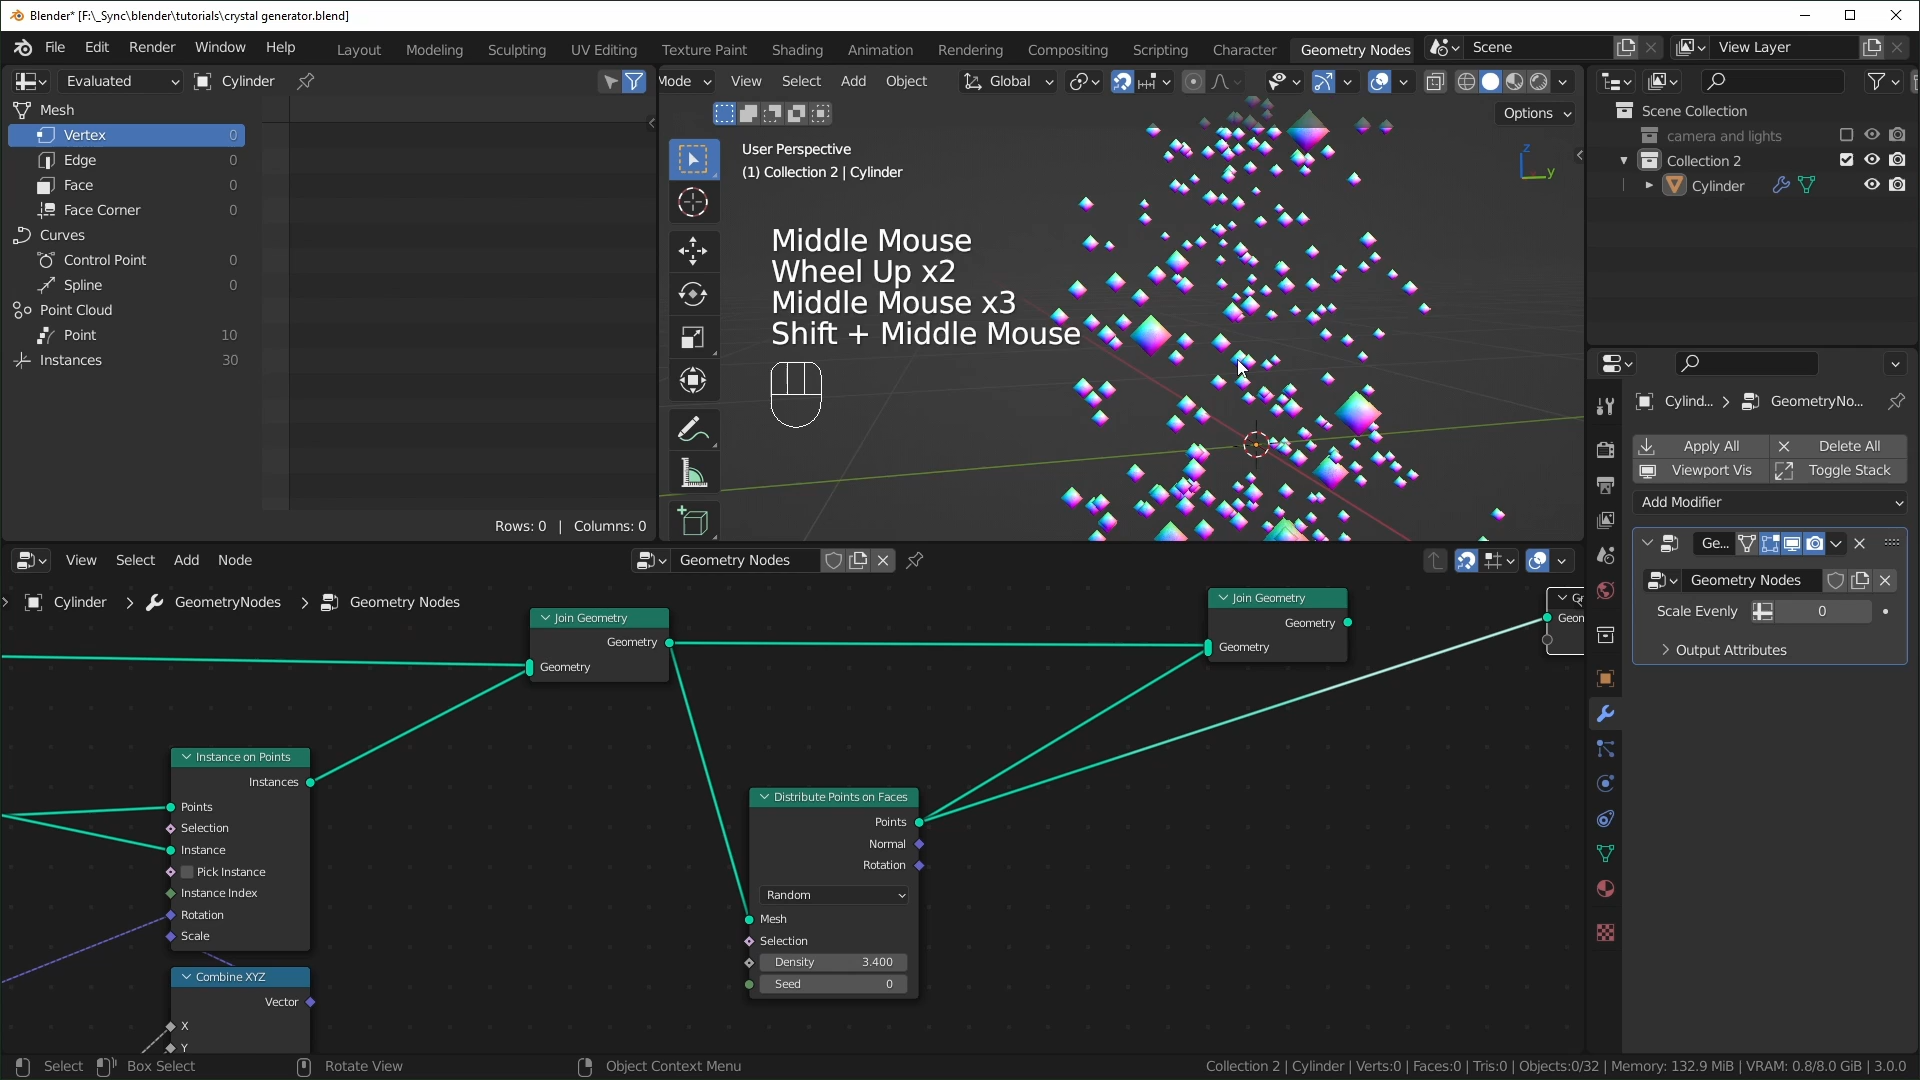 Blender* [F:\_Sync\blender\tutorials\crystal generator.blend]
File Edit Render Window Help
Layout Modeling Sculpting UV Editing Texture Paint Shading Animation Rendering Compositing Scripting Character Geometry Nodes
Scene
View Layer
Evaluated
Cylinder
Mesh
Vertex 0
Edge 0
Face 0
Face Corner 0
Curves
Control Point 0
Spline 0
Point Cloud
Point 10
Instances 30
Rows: 0 | Columns: 0
Mode View Select Add Object
Global
Options
User Perspective
(1) Collection 2 | Cylinder
z
y
Middle Mouse
Wheel Up x2
Middle Mouse x3
Shift + Middle Mouse
Scene Collection
camera and lights
Collection 2
Cylinder
Cylind... > GeometryNo...
Apply All
Delete All
Viewport Vis
Toggle Stack
Add Modifier
Ge...
Geometry Nodes
Scale Evenly 0
Output Attributes
View Select Add Node
Geometry Nodes
Cylinder > GeometryNodes > Geometry Nodes
Join Geometry
Geometry
Geometry
Join Geometry
Geometry
Geometry
Geon
Instance on Points
Instances
Points
Selection
Instance
Pick Instance
Instance Index
Rotation
Scale
Combine XYZ
Vector
X
Y
Distribute Points on Faces
Points
Normal
Rotation
Random
Mesh
Selection
Density 3.400
Seed 0
Select Box Select Rotate View Object Context Menu
Collection 2 | Cylinder | Verts:0 | Faces:0 | Tris:0 | Objects:0/32 | Memory: 132.9 MiB | VRAM: 0.8/8.0 GiB | 3.0.0